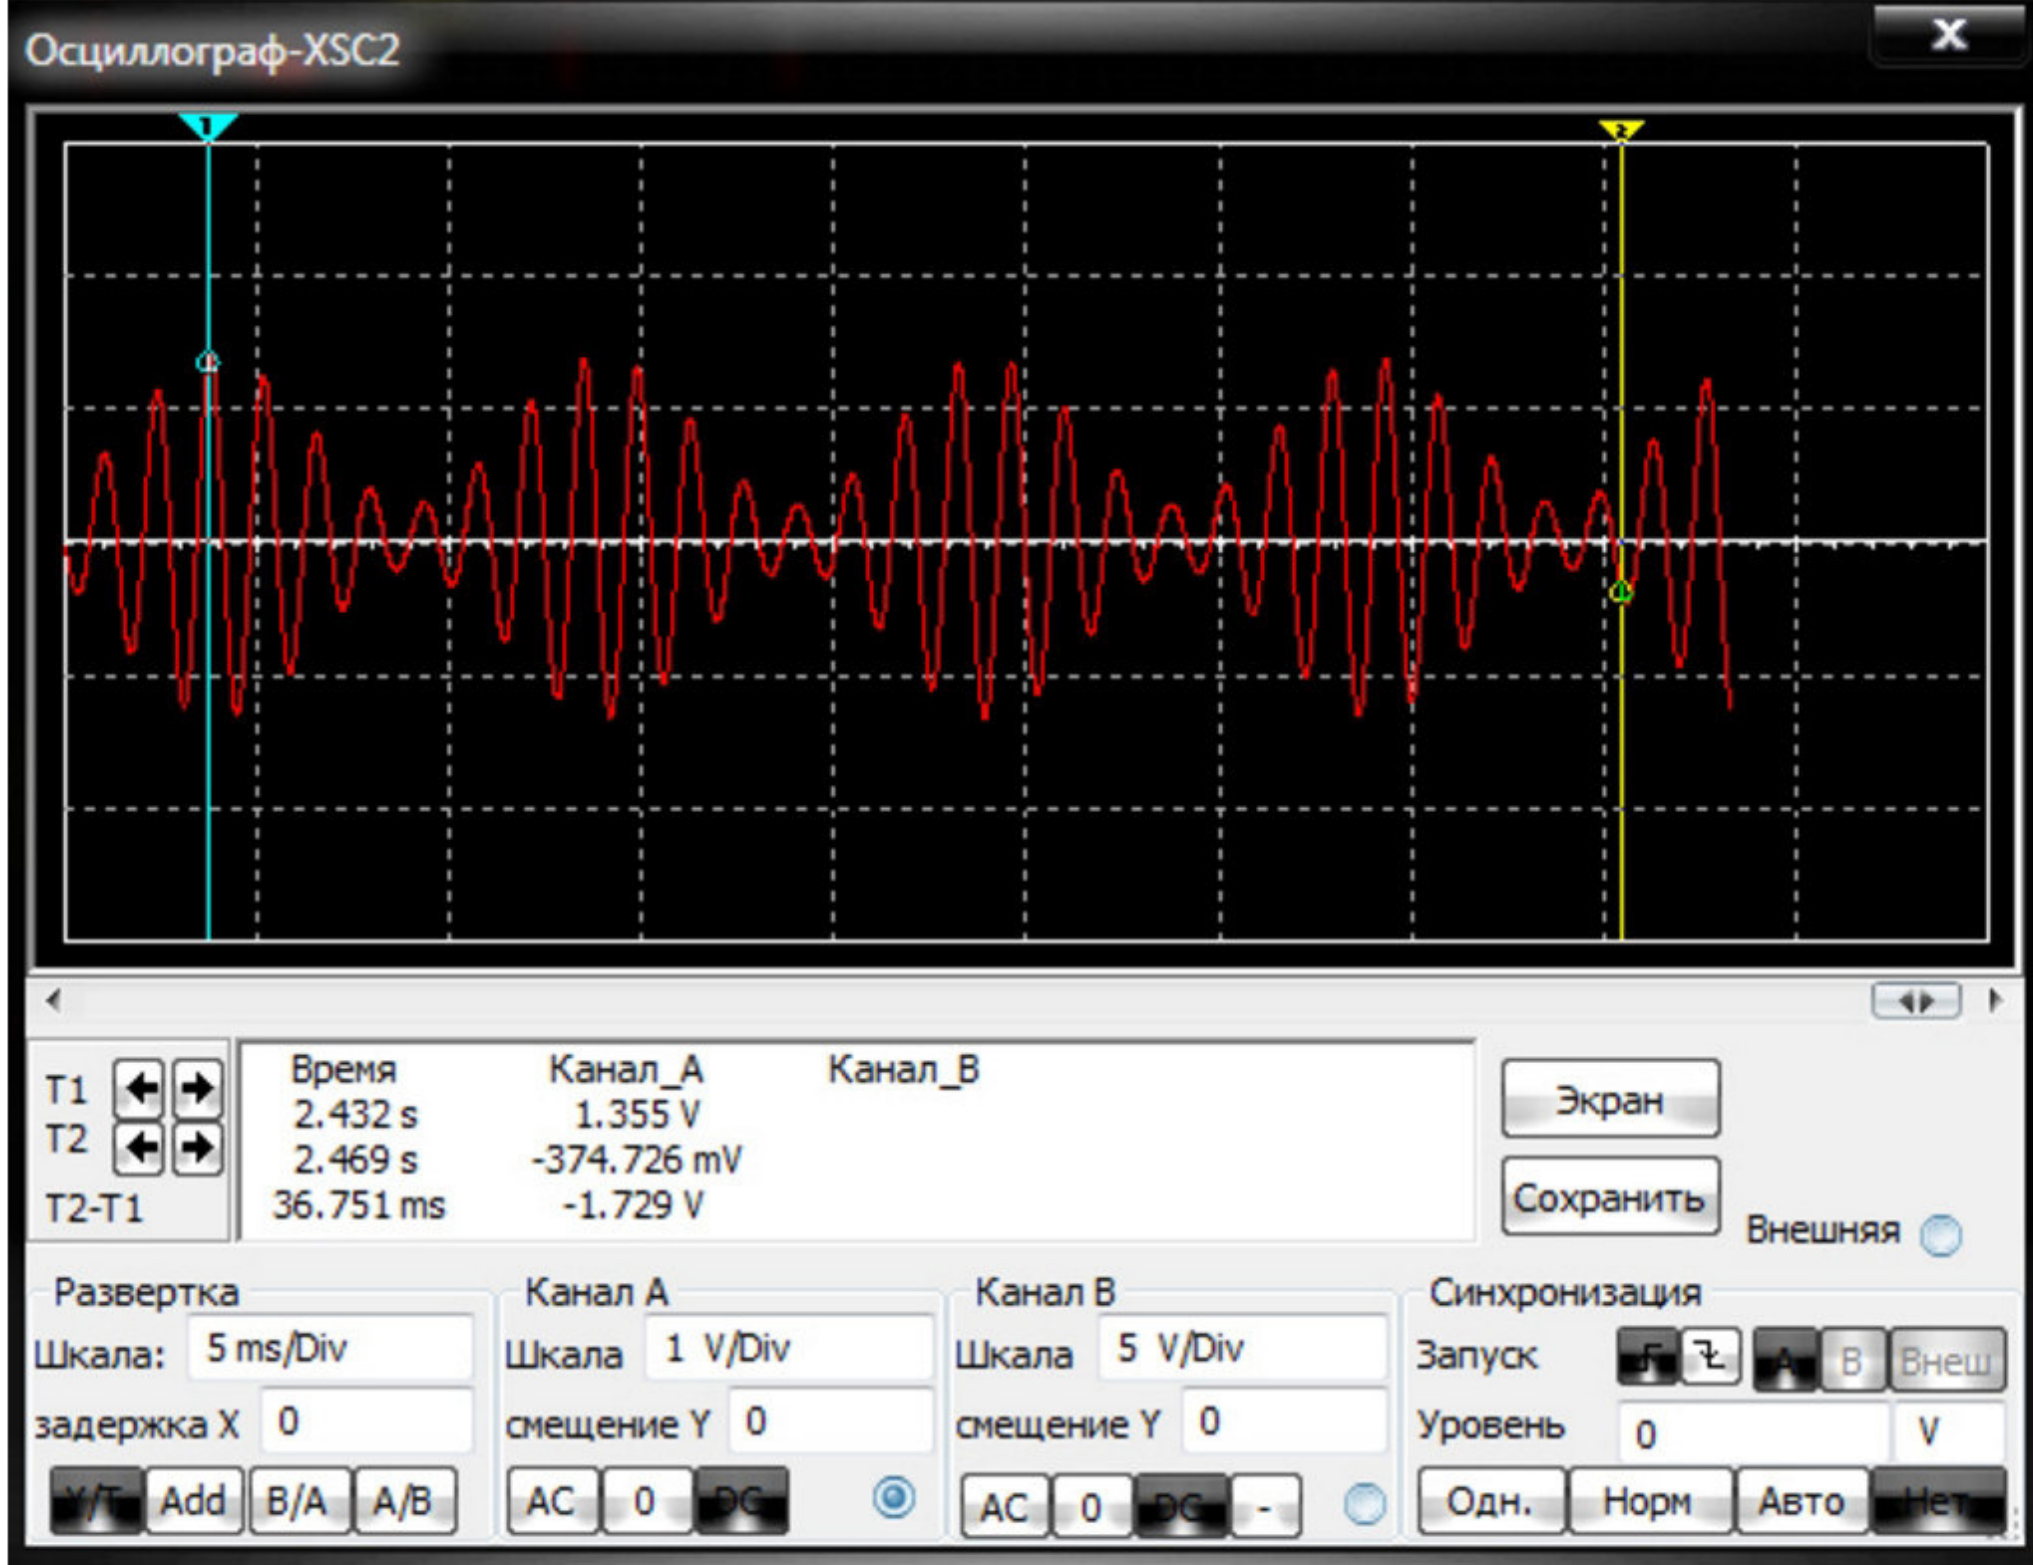 Осциллограф-XSC2
1
2
Время Канал_A Канал_B
T1 2.432 s 1.355 V
T2 2.469 s -374.726 mV
T2-T1 36.751 ms -1.729 V
Экран
Сохранить
Внешняя
Развертка
Шкала: 5 ms/Div
задержка X 0
Y/T Add B/A A/B
Канал A
Шкала 1 V/Div
смещение Y 0
AC 0 DC
Канал B
Шкала 5 V/Div
смещение Y 0
AC 0 DC -
Синхронизация
Запуск A B Внеш
Уровень 0 V
Одн. Норм Авто Нет